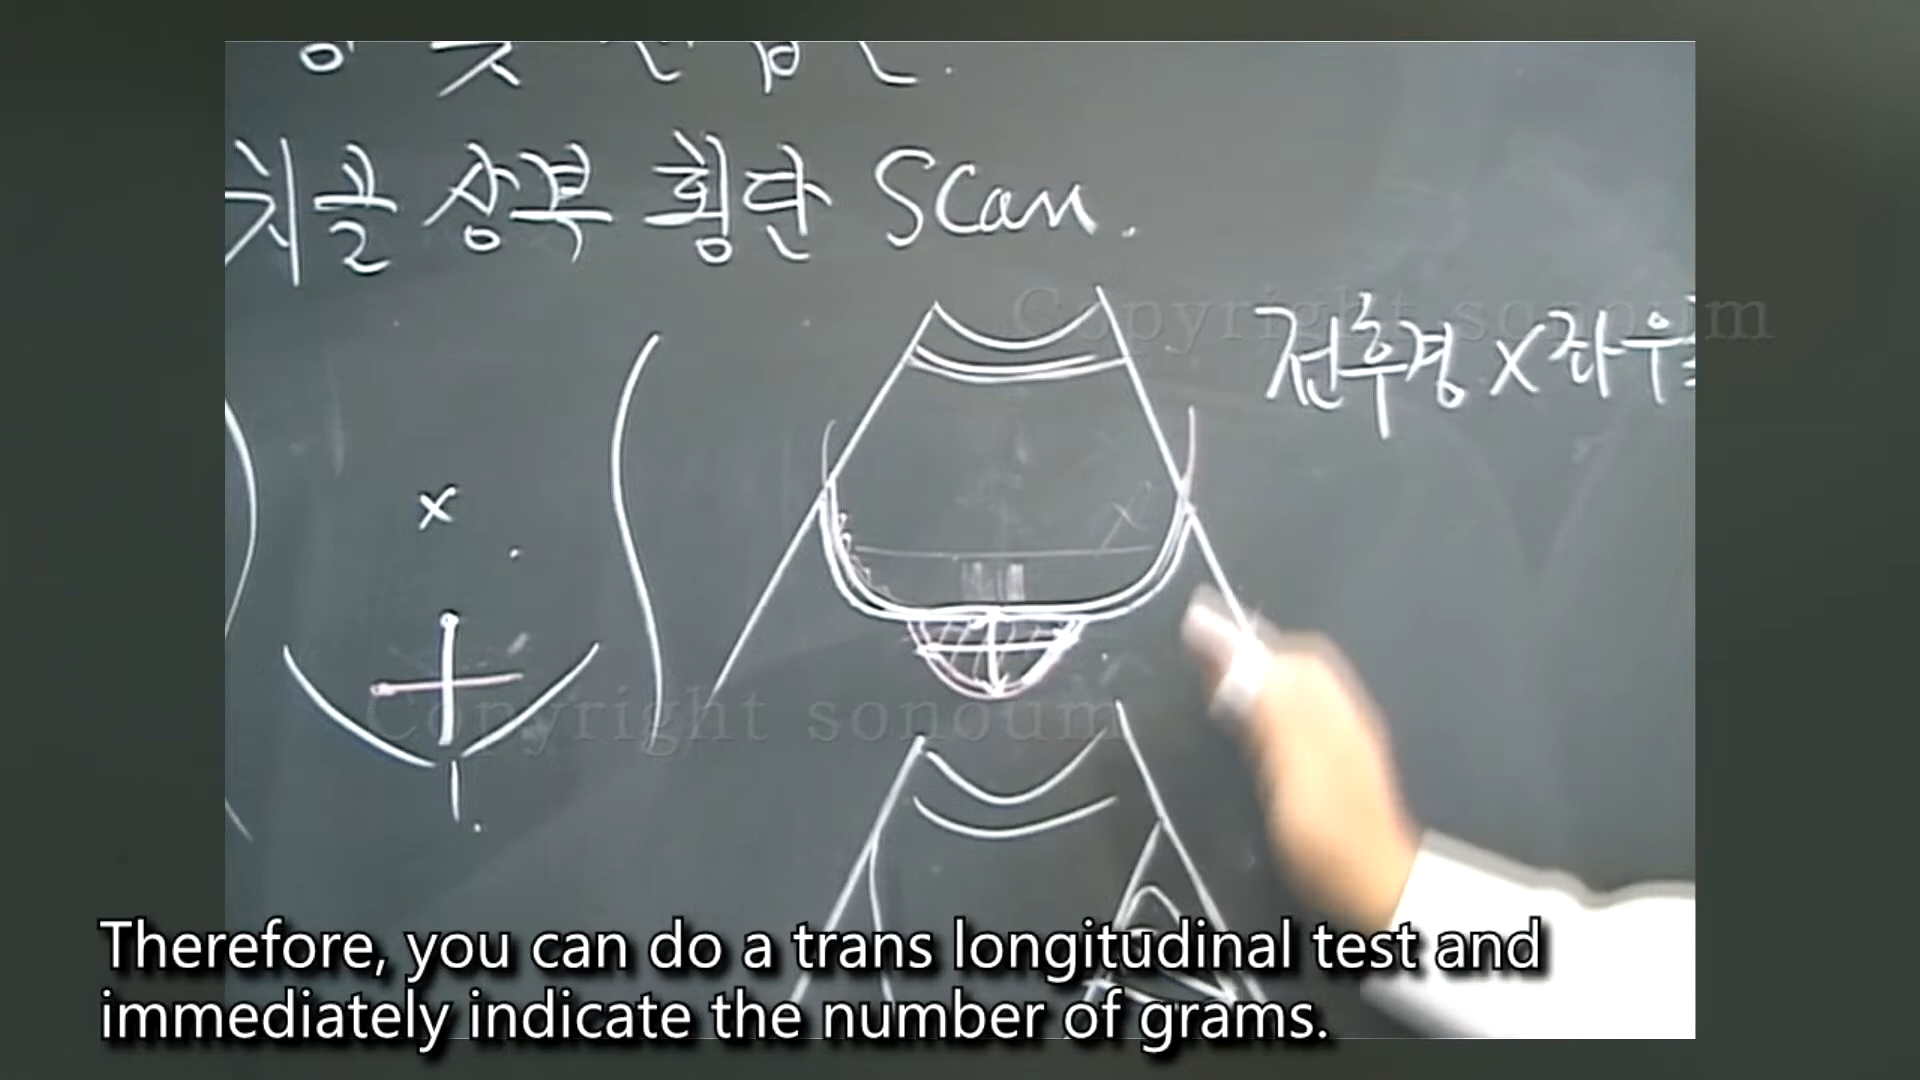 치골 상부 횡단 Scan.
Copyright sonoum
전후경 x 좌우
x
Copyright sonoum
Therefore, you can do a trans longitudinal test and
immediately indicate the number of grams.